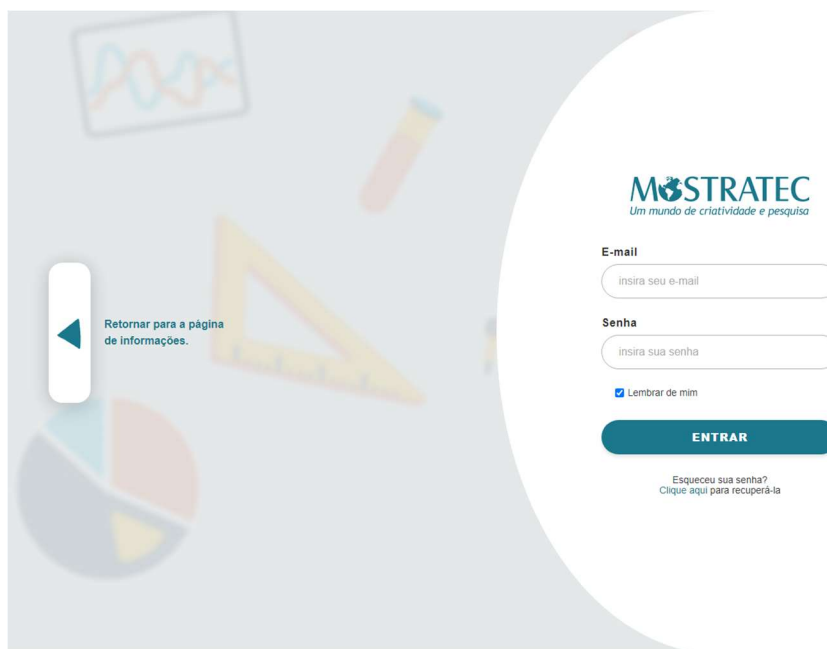 MOSTRATEC
Um mundo de criatividade e pesquisa
E-mail
insira seu e-mail
Senha
insira sua senha
Lembrar de mim
ENTRAR
Esqueceu sua senha?
Clique aqui para recuperá-la
Retornar para a página
de informações.